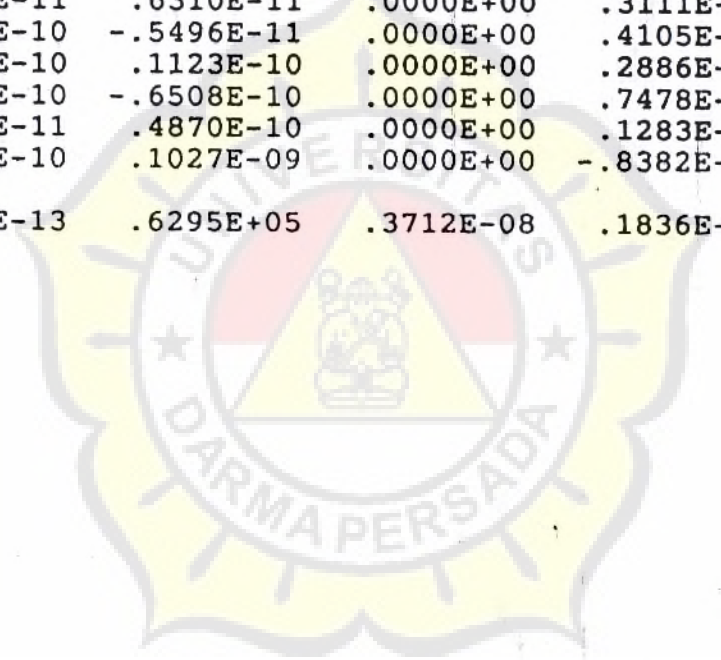 E-11 .6310E-11 .0000E+00 .3111E-
E-10 -.5496E-11 .0000E+00 .4105E-
E-10 .1123E-10 .0000E+00 .2886E-
E-10 -.6508E-10 .0000E+00 .7478E-
E-11 .4870E-10 .0000E+00 .1283E-
E-10 .1027E-09 .0000E+00 -.8382E-
E-13 .6295E+05 .3712E-08 .1836E-
UNIVERSITAS
DARMA PERSADA